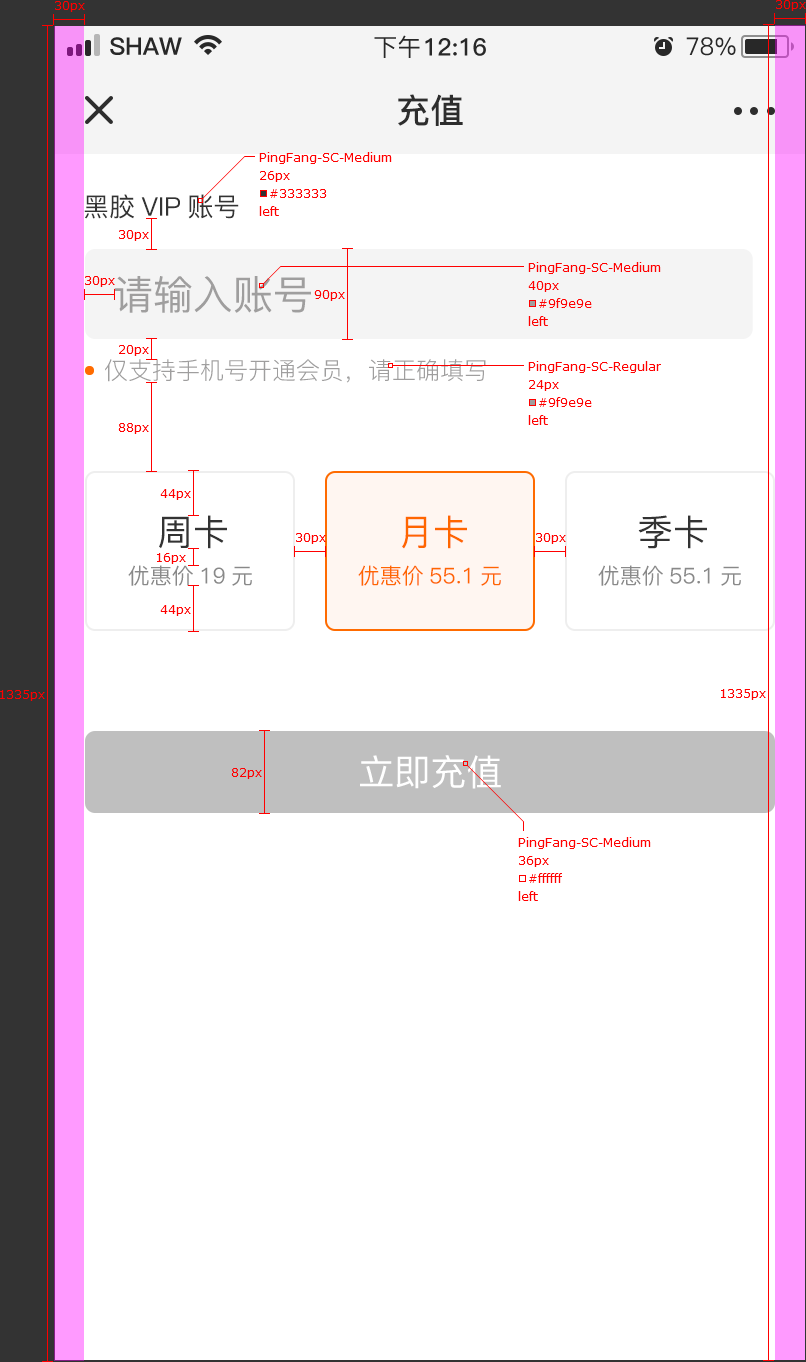 30px
30px
SHAW
下午12:16
78%
充值
PingFang-SC-Medium
26px
#333333
left
黑胶 VIP 账号
30px
PingFang-SC-Medium
40px
#9f9e9e
left
30px
请输入账号
90px
20px
仅支持手机号开通会员，请正确填写
PingFang-SC-Regular
24px
#9f9e9e
left
88px
44px
周卡
月卡
季卡
30px
30px
16px
优惠价 19 元
优惠价 55.1 元
优惠价 55.1 元
44px
1335px
1335px
立即充值
82px
PingFang-SC-Medium
36px
#ffffff
left